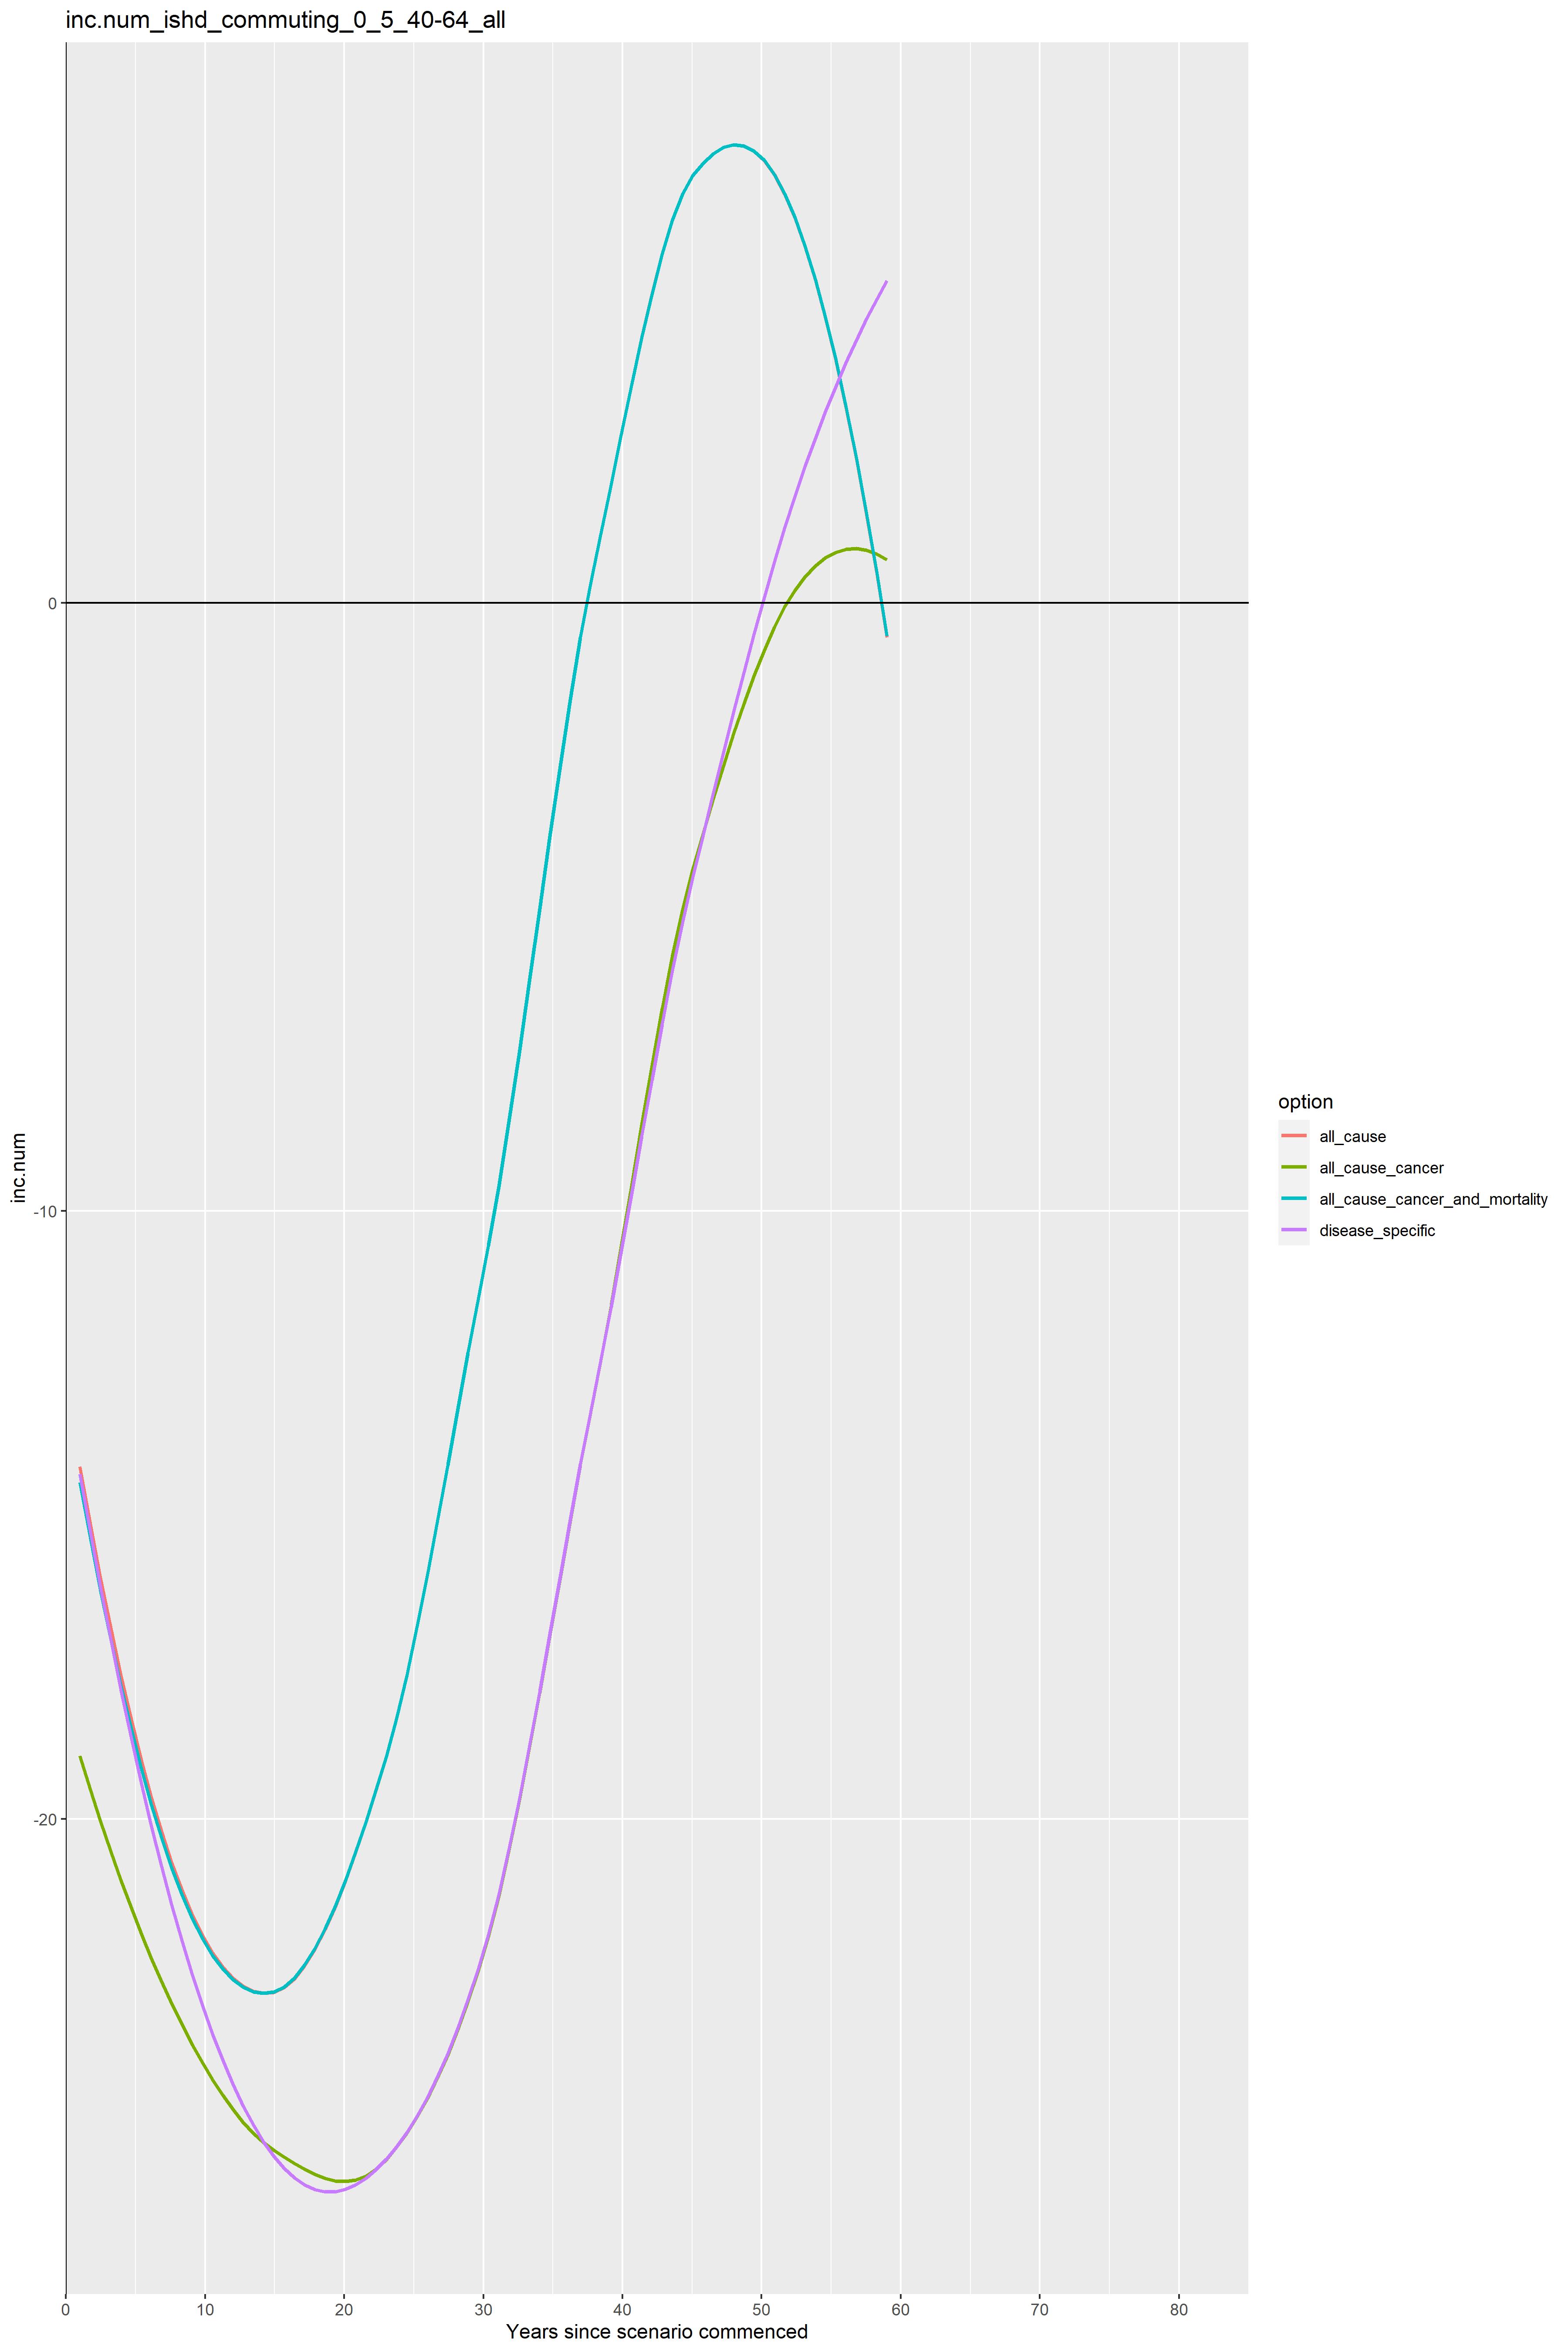 inc.num_ishd_commuting_0_5_40-64_all
0
-10
-20
inc.num
0 10 20 30 40 50 60 70 80
Years since scenario commenced
option
all_cause
all_cause_cancer
all_cause_cancer_and_mortality
disease_specific